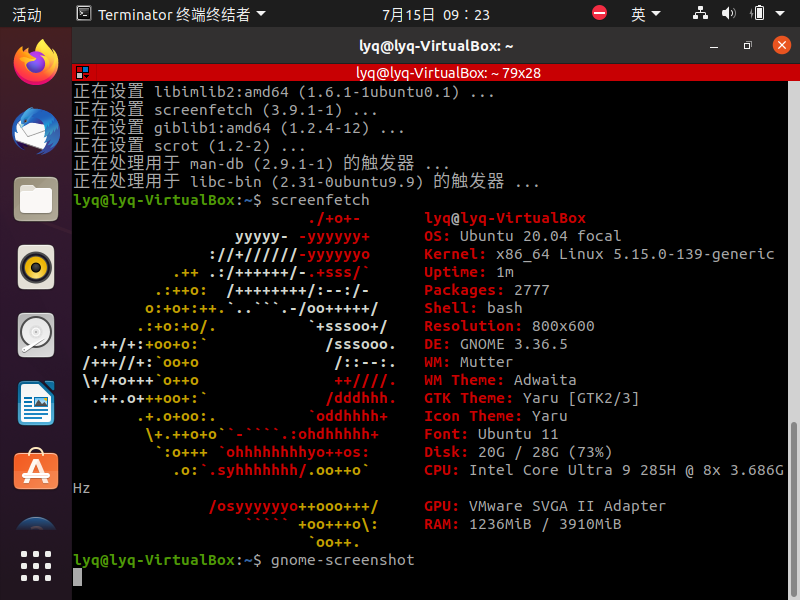 活动 Terminator 终端终结者 7月15日 09：23 英
lyq@lyq-VirtualBox: ~
lyq@lyq-VirtualBox: ~ 79x28
正在设置 libimlib2:amd64 (1.6.1-1ubuntu0.1) ...
正在设置 screenfetch (3.9.1-1) ...
正在设置 giblib1:amd64 (1.2.4-12) ...
正在设置 scrot (1.2-2) ...
正在处理用于 man-db (2.9.1-1) 的触发器 ...
正在处理用于 libc-bin (2.31-0ubuntu9.9) 的触发器 ...
lyq@lyq-VirtualBox:~$ screenfetch
                          ./+o+-       lyq@lyq-VirtualBox
                  yyyyy- -yyyyyy+      OS: Ubuntu 20.04 focal
               ://+//////-yyyyyyo      Kernel: x86_64 Linux 5.15.0-139-generic
           .++ .:/++++++/-.+sss/`      Uptime: 1m
         .:++o:  /++++++++/:--:/-      Packages: 2777
        o:+o+:++.`..```.-/oo+++++/     Shell: bash
       .:+o:+o/.          `+sssoo+/    Resolution: 800x600
  .++/+:+oo+o:`             /sssooo.   DE: GNOME 3.36.5
 /+++//+:`oo+o               /::--:.   WM: Mutter
 \+/+o+++`o++o               ++////.   WM Theme: Adwaita
  .++.o+++oo+:`             /dddhhh.   GTK Theme: Yaru [GTK2/3]
       .+.o+oo:.          `oddhhhh+    Icon Theme: Yaru
        \+.++o+o``-````.:ohdhhhhh+     Font: Ubuntu 11
         `:o+++ `ohhhhhhhhyo++os:      Disk: 20G / 28G (73%)
           .o:`.syhhhhhhh/.oo++o`      CPU: Intel Core Ultra 9 285H @ 8x 3.686G
Hz
               /osyyyyyyo++ooo+++/     GPU: VMware SVGA II Adapter
                   ````` +oo+++o\:     RAM: 1236MiB / 3910MiB
                          `oo++.
lyq@lyq-VirtualBox:~$ gnome-screenshot